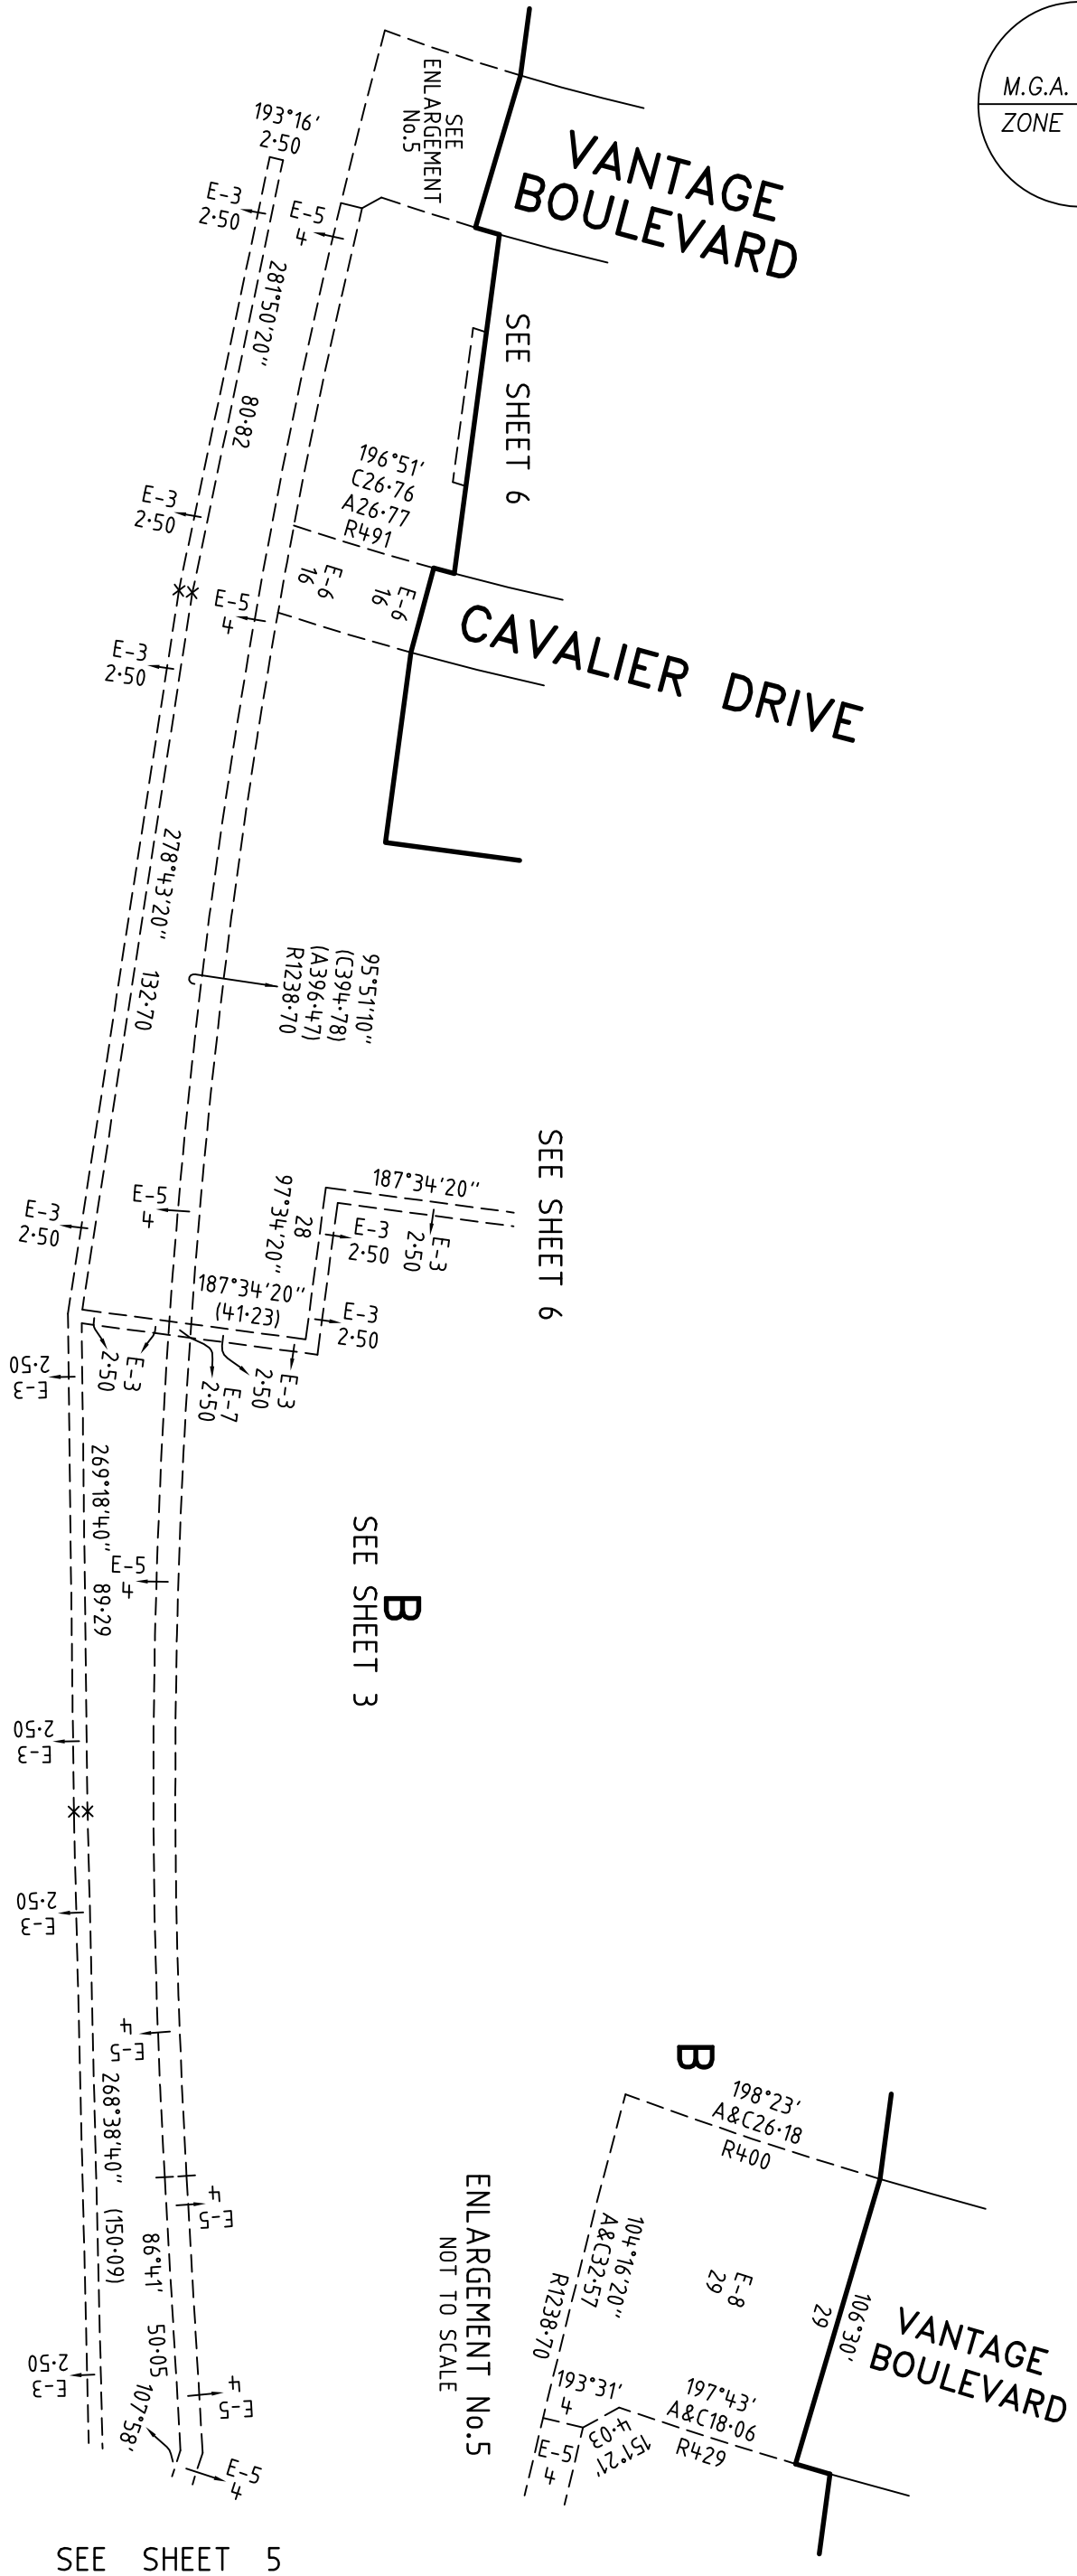 M.G.A.
ZONE
VANTAGE
BOULEVARD
SEE
ENLARGEMENT
No.5
193°16'
2·50
E-3
2·50
E-5
4
281°50'20" 80·82
SEE SHEET 6
196°51'
C26·76
A26·77
R491
E-6
16
E-6
16
E-3
2·50
E-5
4
CAVALIER DRIVE
E-3
2·50
278°43'20" 132·70
95°51'10"
(C394·78)
(A396·47)
R1238·70
SEE SHEET 6
187°34'20"
28
97°34'20"
E-3
2·50
E-3
2·50
E-5
4
E-3
2·50
187°34'20"
(41·23)
E-3
2·50
E-3
2·50
E-7
2·50
E-3
2·50
E-3
2·50
269°18'40" 89·29
E-5
4
B
SEE SHEET 3
E-3
2·50
E-3
2·50
E-5
4
268°38'40" (150·09)
E-5
4
86°41' 50·05
E-5
4
E-3
2·50
107°58'
E-5
4
B
198°23'
A&C26·18
R400
104°16'20"
A&C32·57
R1238·70
E-8
29
106°30'
29
VANTAGE
BOULEVARD
193°31'
4
197°43'
A&C18·06
R429
151°21'
4·03
E-5
4
ENLARGEMENT No.5
NOT TO SCALE
SEE SHEET 5